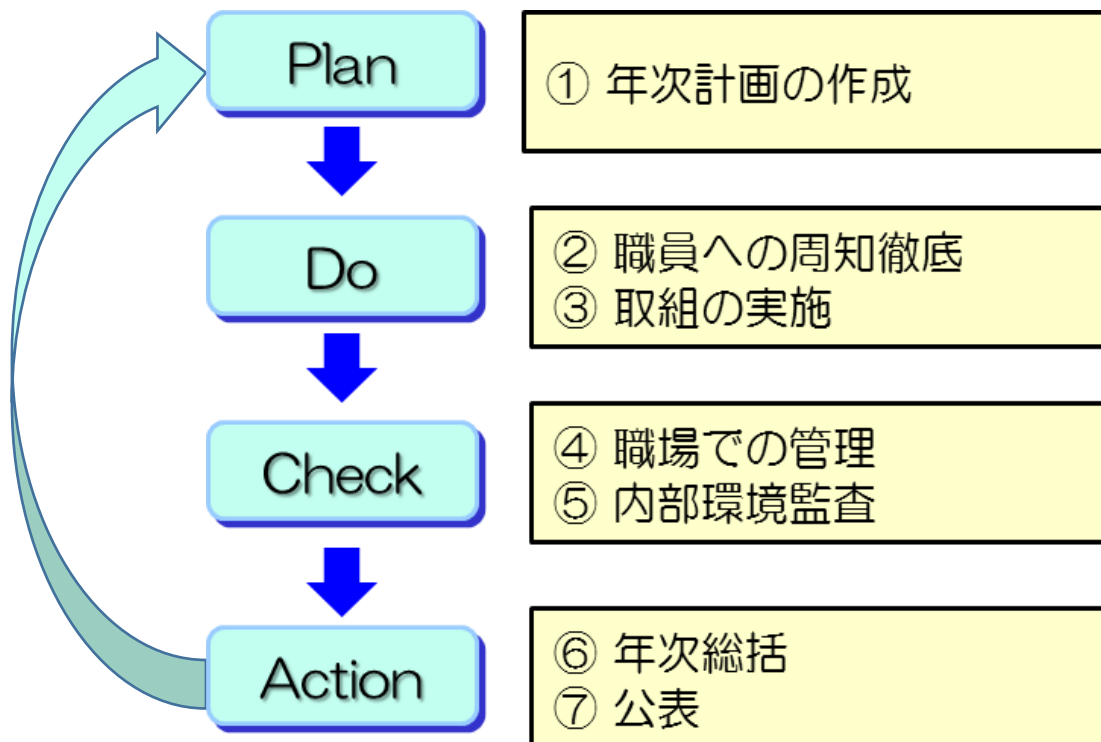 Plan
① 年次計画の作成
Do
② 職員への周知徹底
③ 取組の実施
Check
④ 職場での管理
⑤ 内部環境監査
Action
⑥ 年次総括
⑦ 公表